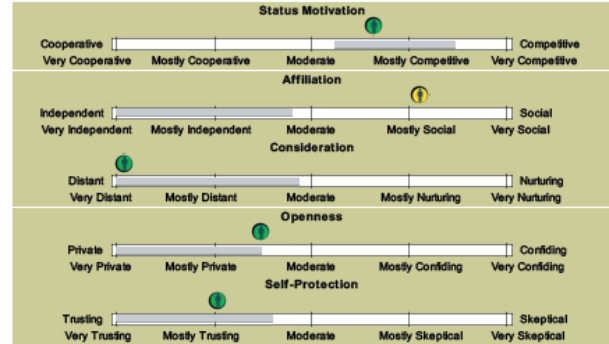 Status Motivation
Cooperative Competitive
Very Cooperative Mostly Cooperative Moderate Mostly Competitive Very Competitive
Affiliation
Independent Social
Very Independent Mostly Independent Moderate Mostly Social Very Social
Consideration
Distant Nurturing
Very Distant Mostly Distant Moderate Mostly Nurturing Very Nurturing
Openness
Private Confiding
Very Private Mostly Private Moderate Mostly Confiding Very Confiding
Self-Protection
Trusting Skeptical
Very Trusting Mostly Trusting Moderate Mostly Skeptical Very Skeptical